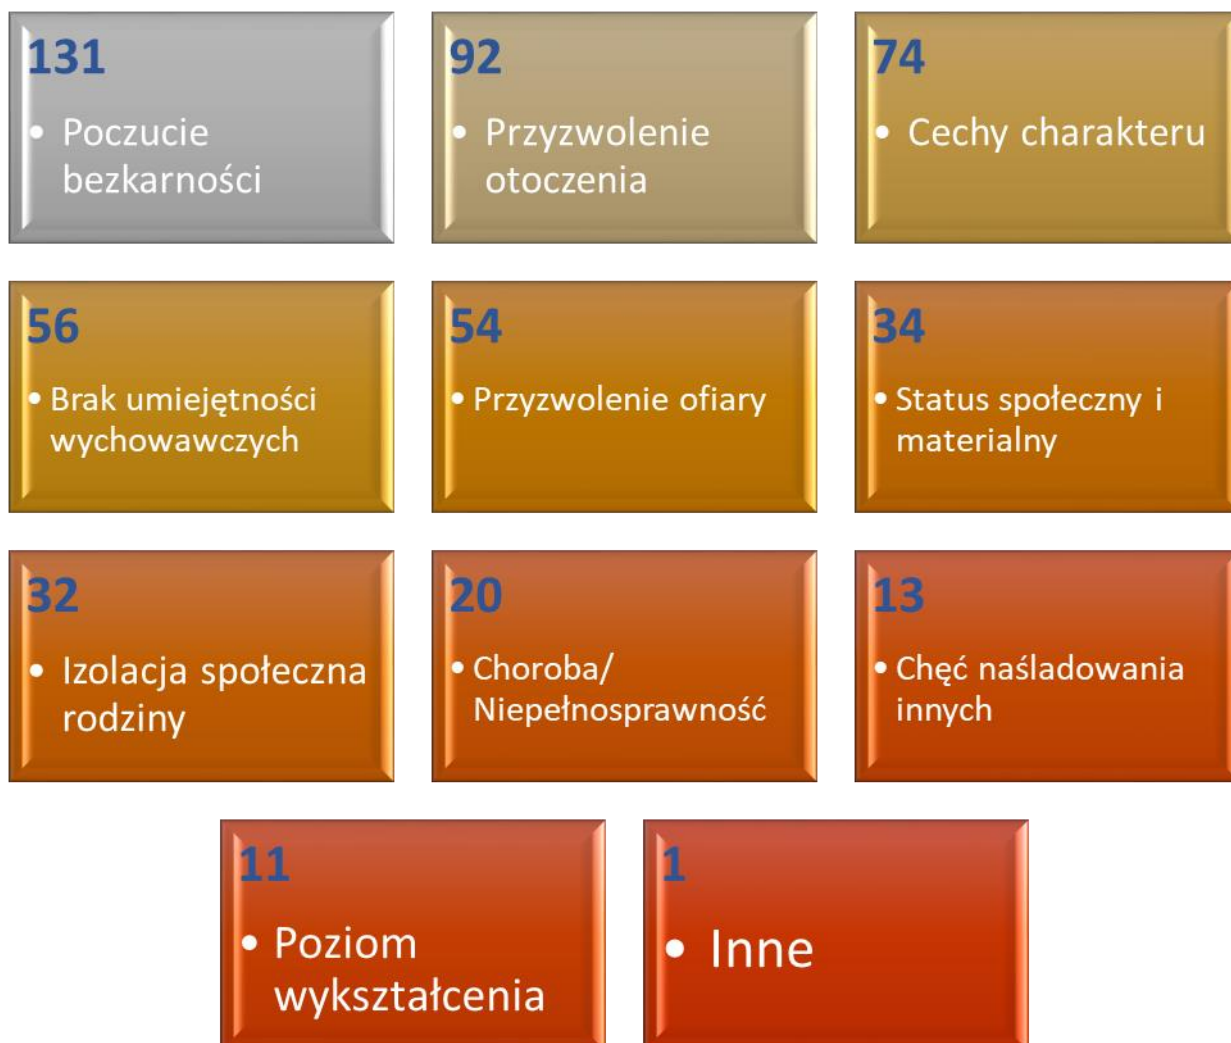 131
• Poczucie
bezkarności
92
• Przyzwolenie
otoczenia
74
• Cechy charakteru
56
• Brak umiejętności
wychowawczych
54
• Przyzwolenie ofiary
34
• Status społeczny i
materialny
32
• Izolacja społeczna
rodziny
20
• Choroba/
Niepełnosprawność
13
• Chęć naśladowania
innych
11
• Poziom
wykształcenia
1
• Inne